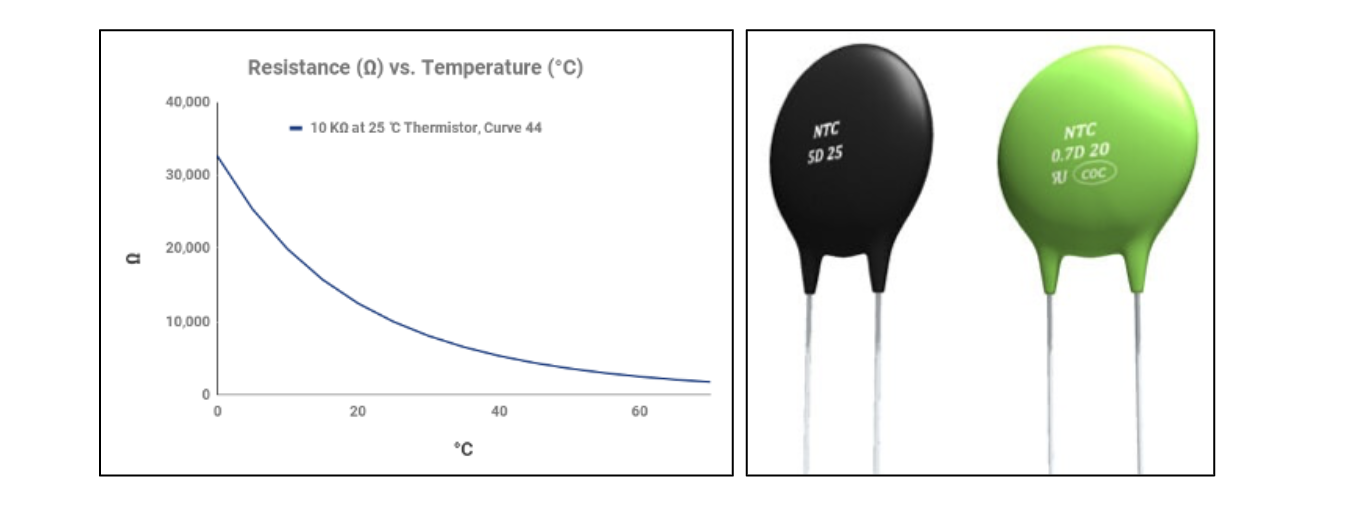 Resistance (Ω) vs. Temperature (°C)
40,000
10 KΩ at 25 ℃ Thermistor, Curve 44
30,000
20,000
Ω
10,000
0
0 20 40 60
°C
NTC
5D 25
NTC
0.7D 20
COC